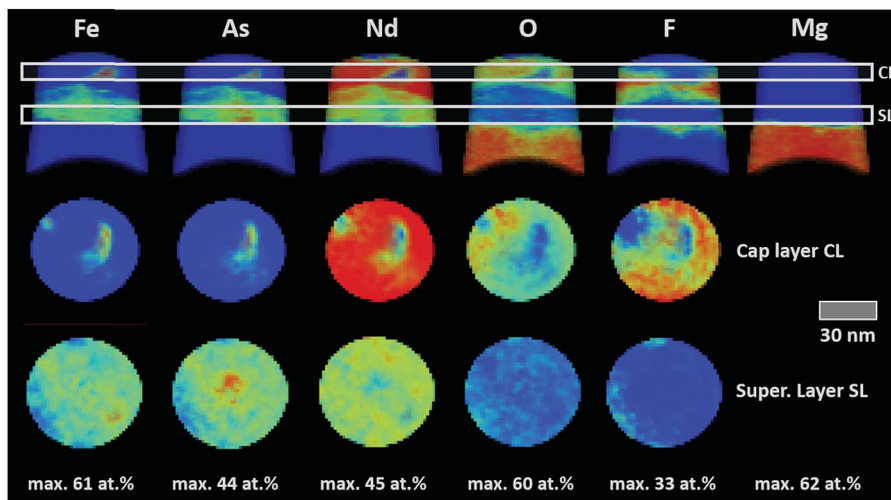 Fe As Nd O F Mg
CL
SL
Cap layer CL
30 nm
Super. Layer SL
max. 61 at.% max. 44 at.% max. 45 at.% max. 60 at.% max. 33 at.% max. 62 at.%